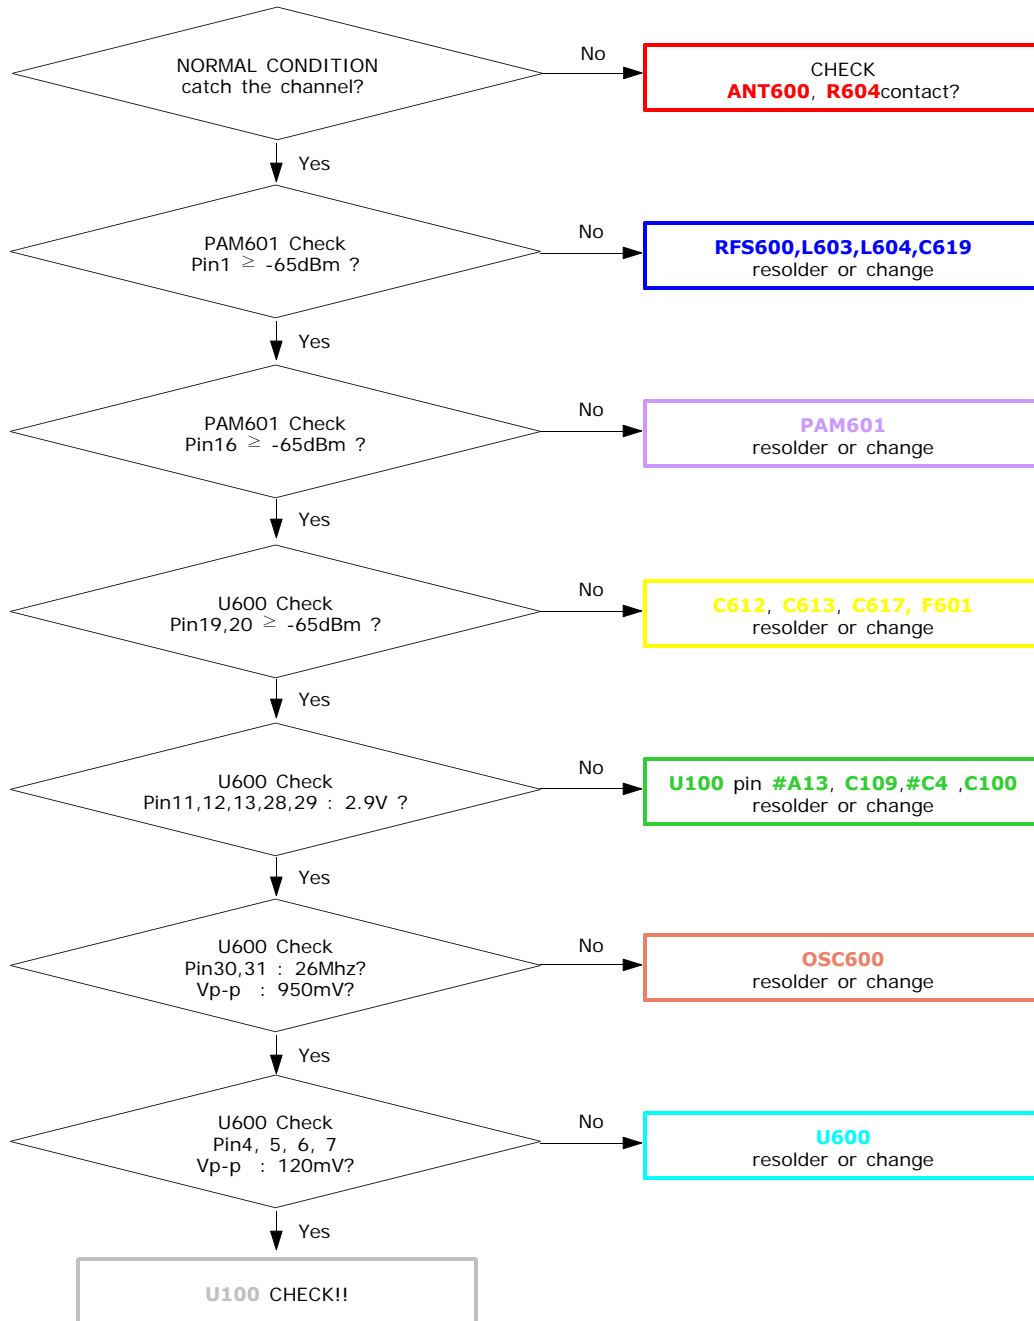 NORMAL CONDITION
catch the channel?
No
CHECK
ANT600, R604contact?
Yes
PAM601 Check
Pin1 ≥ -65dBm ?
No
RFS600,L603,L604,C619
resolder or change
Yes
PAM601 Check
Pin16 ≥ -65dBm ?
No
PAM601
resolder or change
Yes
U600 Check
Pin19,20 ≥ -65dBm ?
No
C612, C613, C617, F601
resolder or change
Yes
U600 Check
Pin11,12,13,28,29 : 2.9V ?
No
U100 pin #A13, C109,#C4 ,C100
resolder or change
Yes
U600 Check
Pin30,31 : 26Mhz?
Vp-p : 950mV?
No
OSC600
resolder or change
Yes
U600 Check
Pin4, 5, 6, 7
Vp-p : 120mV?
No
U600
resolder or change
Yes
U100 CHECK!!